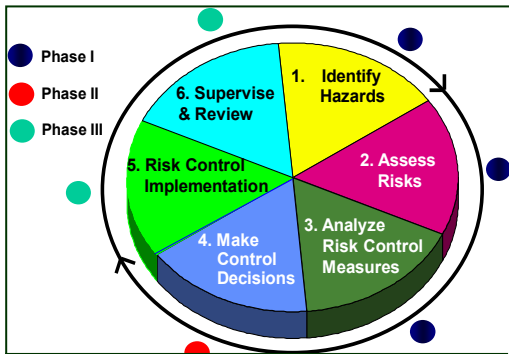 Phase I
Phase II
Phase III
1. Identify
Hazards
2. Assess
Risks
3. Analyze
Risk Control
Measures
4. Make
Control
Decisions
5. Risk Control
Implementation
6. Supervise
& Review